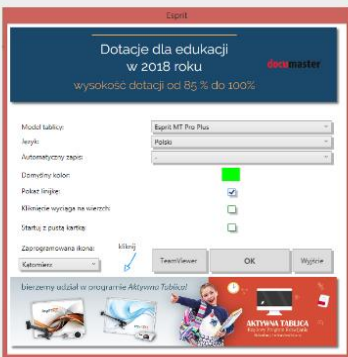 Esprit
Dotacje dla edukacji
w 2018 roku
documaster
wysokość dotacji od 85 % do 100%
Model tablicy: Esprit MT Pro Plus
Język: Polski
Automatyczny zapis: -
Domyślny kolor:
Pokaż linijkę:
Kliknięcie wyciąga na wierzch:
Startuj z pustą kartką:
Zaprogramowana ikona: kliknij
Kątomierz TeamViewer OK Wyjście
bierzemy udział w programie Aktywna Tablica!
AKTYWNA TABLICA